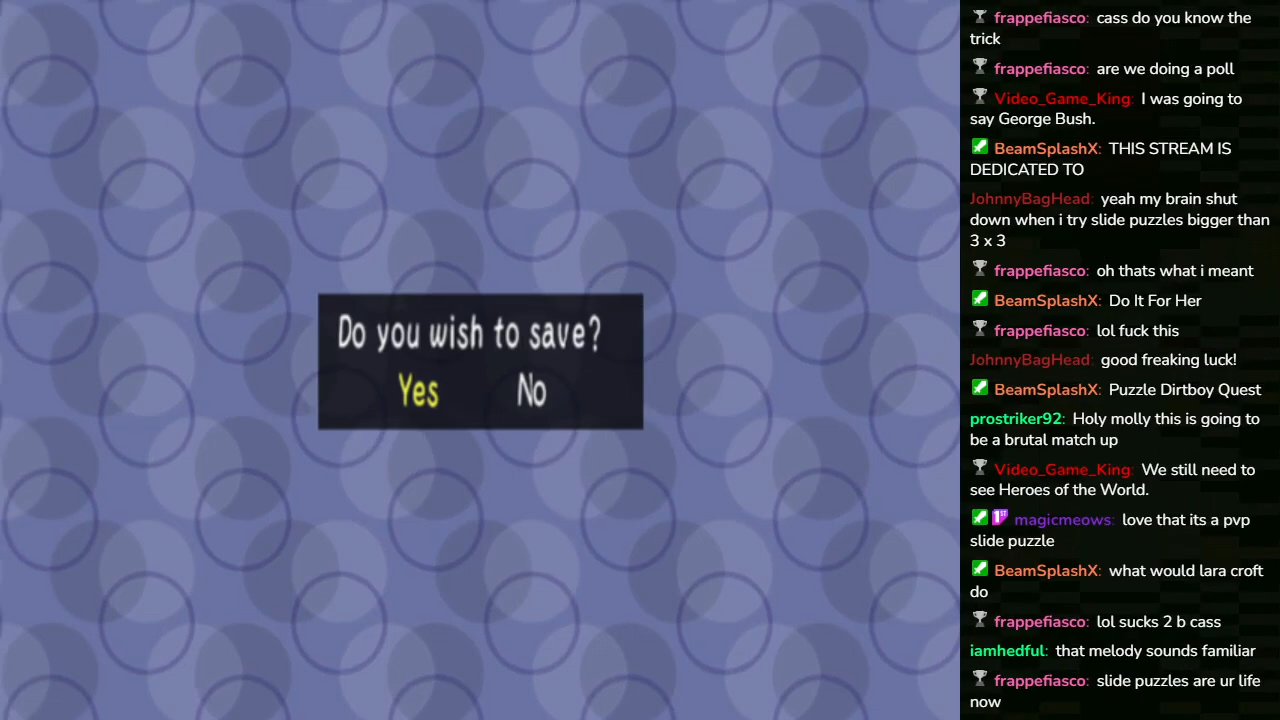 Do you wish to save?
Yes No
frappefiasco: cass do you know the
trick
frappefiasco: are we doing a poll
Video_Game_King: I was going to
say George Bush.
BeamSplashX: THIS STREAM IS
DEDICATED TO
JohnnyBagHead: yeah my brain shut
down when i try slide puzzles bigger than
3 x 3
frappefiasco: oh thats what i meant
BeamSplashX: Do It For Her
frappefiasco: lol fuck this
JohnnyBagHead: good freaking luck!
BeamSplashX: Puzzle Dirtboy Quest
prostriker92: Holy molly this is going to
be a brutal match up
Video_Game_King: We still need to
see Heroes of the World.
magicmeows: love that its a pvp
slide puzzle
BeamSplashX: what would lara croft
do
frappefiasco: lol sucks 2 b cass
iamhedful: that melody sounds familiar
frappefiasco: slide puzzles are ur life
now